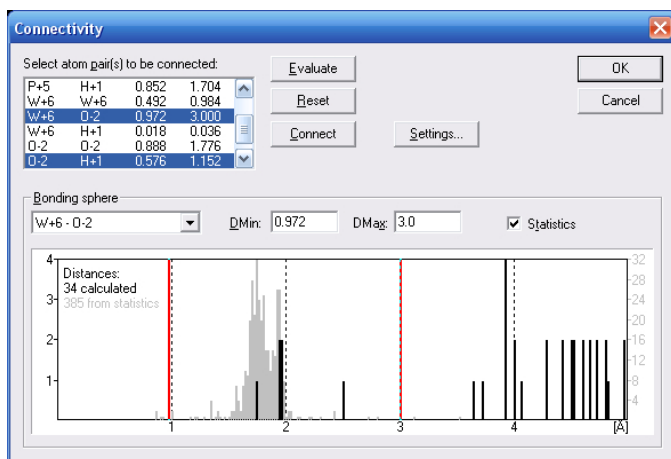 Connectivity
Select atom pair(s) to be connected:
P+5 H+1 0.852 1.704
W+6 W+6 0.492 0.984
W+6 O-2 0.972 3.000
W+6 H+1 0.018 0.036
O-2 O-2 0.888 1.776
O-2 H+1 0.576 1.152
Evaluate
Reset
Connect
Settings...
OK
Cancel
Bonding sphere
W+6 - O-2
DMin: 0.972
DMax: 3.0
Statistics
Distances:
34 calculated
385 from statistics
4
3
2
1
32
28
24
20
16
12
8
4
1 2 3 4 [Å]